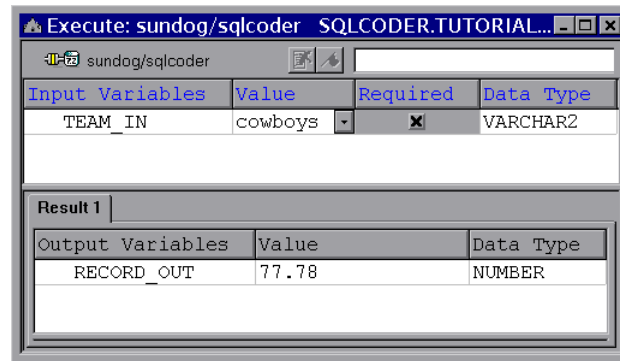 Execute: sundog/sqlcoder SQLCODER.TUTORIAL...
sundog/sqlcoder
Input Variables Value Required Data Type
TEAM_IN cowboys VARCHAR2
Result 1
Output Variables Value Data Type
RECORD_OUT 77.78 NUMBER